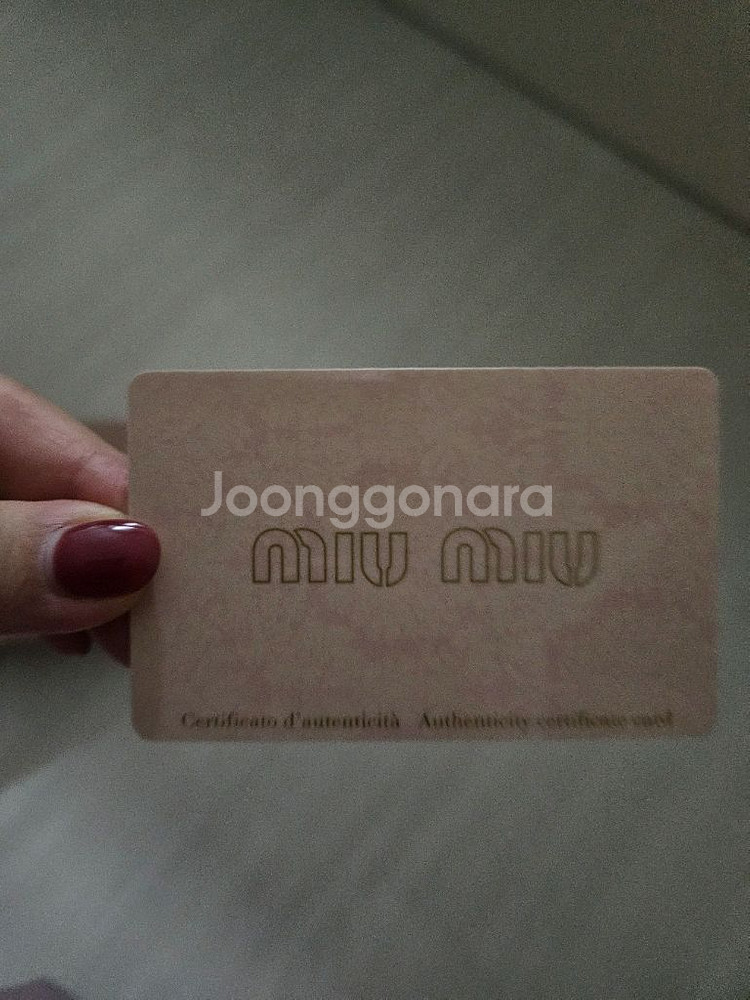 Joonggonara
miu miu
Certificato d'autenticità Authenticity certificate card